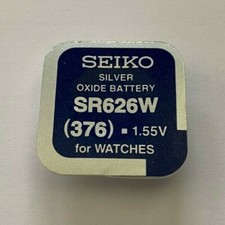 SEIKO
SILVER
OXIDE BATTERY
SR626W
(376) ▪ 1.55V
for WATCHES